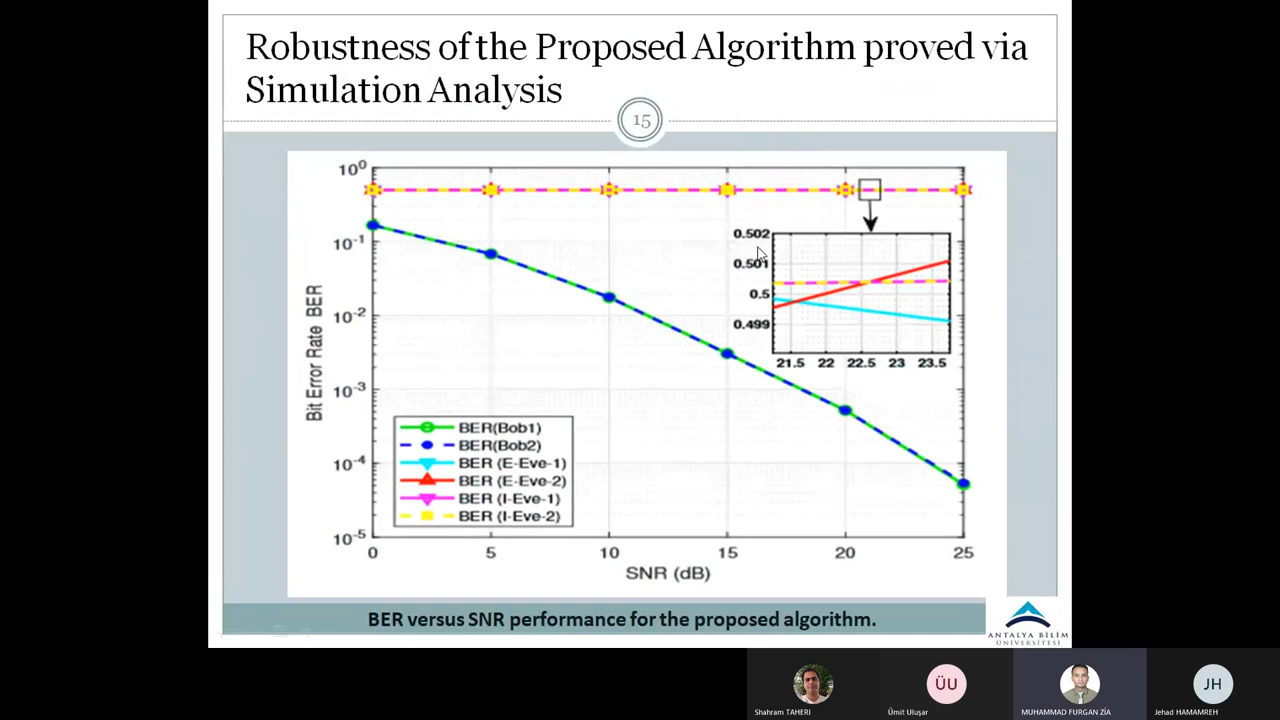 Robustness of the Proposed Algorithm proved via
Simulation Analysis
15
10^0
10^-1
10^-2
10^-3
10^-4
10^-5
Bit Error Rate BER
0.502
0.501
0.5
0.499
21.5 22 22.5 23 23.5
BER(Bob1)
BER(Bob2)
BER (E-Eve-1)
BER (E-Eve-2)
BER (I-Eve-1)
BER (I-Eve-2)
0 5 10 15 20 25
SNR (dB)
BER versus SNR performance for the proposed algorithm.
ANTALYA BİLİM
ÜNİVERSİTESİ
Shahram TAHERI
ÜU
Ümit Uluşar
MUHAMMAD FURGAN ZİA
JH
Jehad HAMAMREH